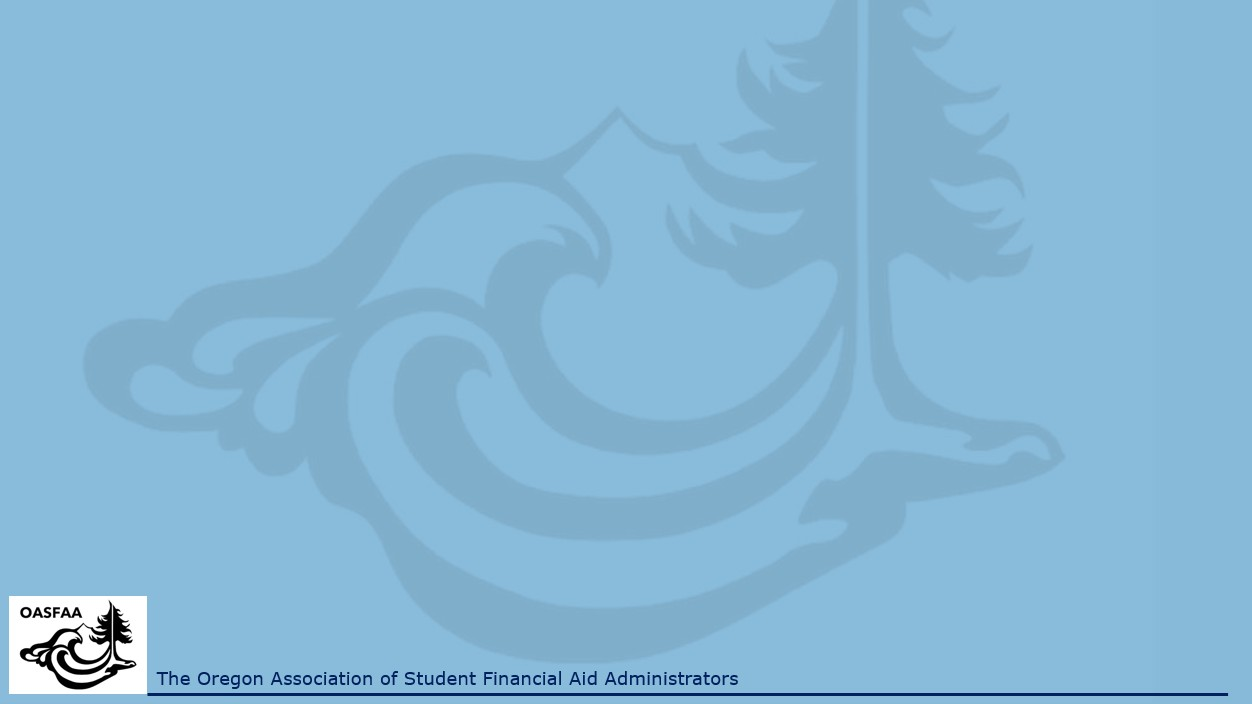 OASFAA
The Oregon Association of Student Financial Aid Administrators